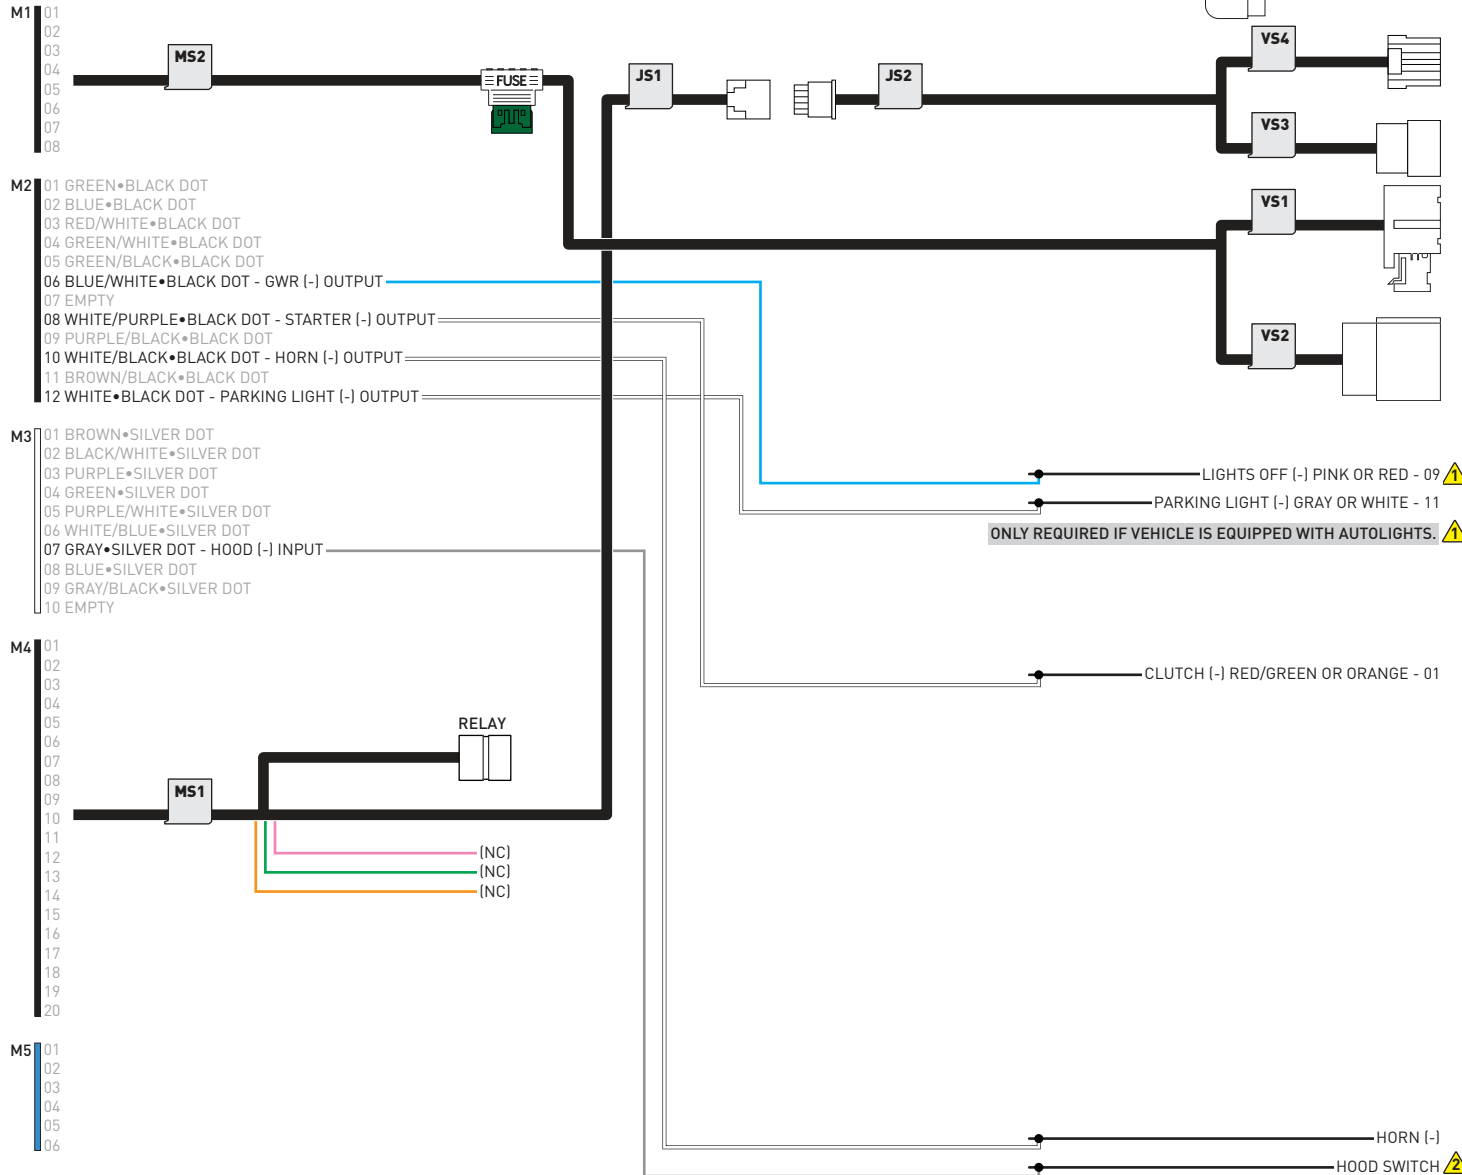 M1 01
02
03
04
05
06
07
08
MS2
FUSE
JS1
JS2
VS4
VS3
VS1
VS2
M2 01 GREEN•BLACK DOT
02 BLUE•BLACK DOT
03 RED/WHITE•BLACK DOT
04 GREEN/WHITE•BLACK DOT
05 GREEN/BLACK•BLACK DOT
06 BLUE/WHITE•BLACK DOT - GWR (-) OUTPUT
07 EMPTY
08 WHITE/PURPLE•BLACK DOT - STARTER (-) OUTPUT
09 PURPLE/BLACK•BLACK DOT
10 WHITE/BLACK•BLACK DOT - HORN (-) OUTPUT
11 BROWN/BLACK•BLACK DOT
12 WHITE•BLACK DOT - PARKING LIGHT (-) OUTPUT
M3 01 BROWN•SILVER DOT
02 BLACK/WHITE•SILVER DOT
03 PURPLE•SILVER DOT
04 GREEN•SILVER DOT
05 PURPLE/WHITE•SILVER DOT
06 WHITE/BLUE•SILVER DOT
07 GRAY•SILVER DOT - HOOD (-) INPUT
08 BLUE•SILVER DOT
09 GRAY/BLACK•SILVER DOT
10 EMPTY
LIGHTS OFF (-) PINK OR RED - 09 1
PARKING LIGHT (-) GRAY OR WHITE - 11
ONLY REQUIRED IF VEHICLE IS EQUIPPED WITH AUTOLIGHTS. 1
CLUTCH (-) RED/GREEN OR ORANGE - 01
M4 01
02
03
04
05
06
07
08
09
10
11
12
13
14
15
16
17
18
19
20
RELAY
MS1
(NC)
(NC)
(NC)
M5 01
02
03
04
05
06
HORN (-)
HOOD SWITCH 2